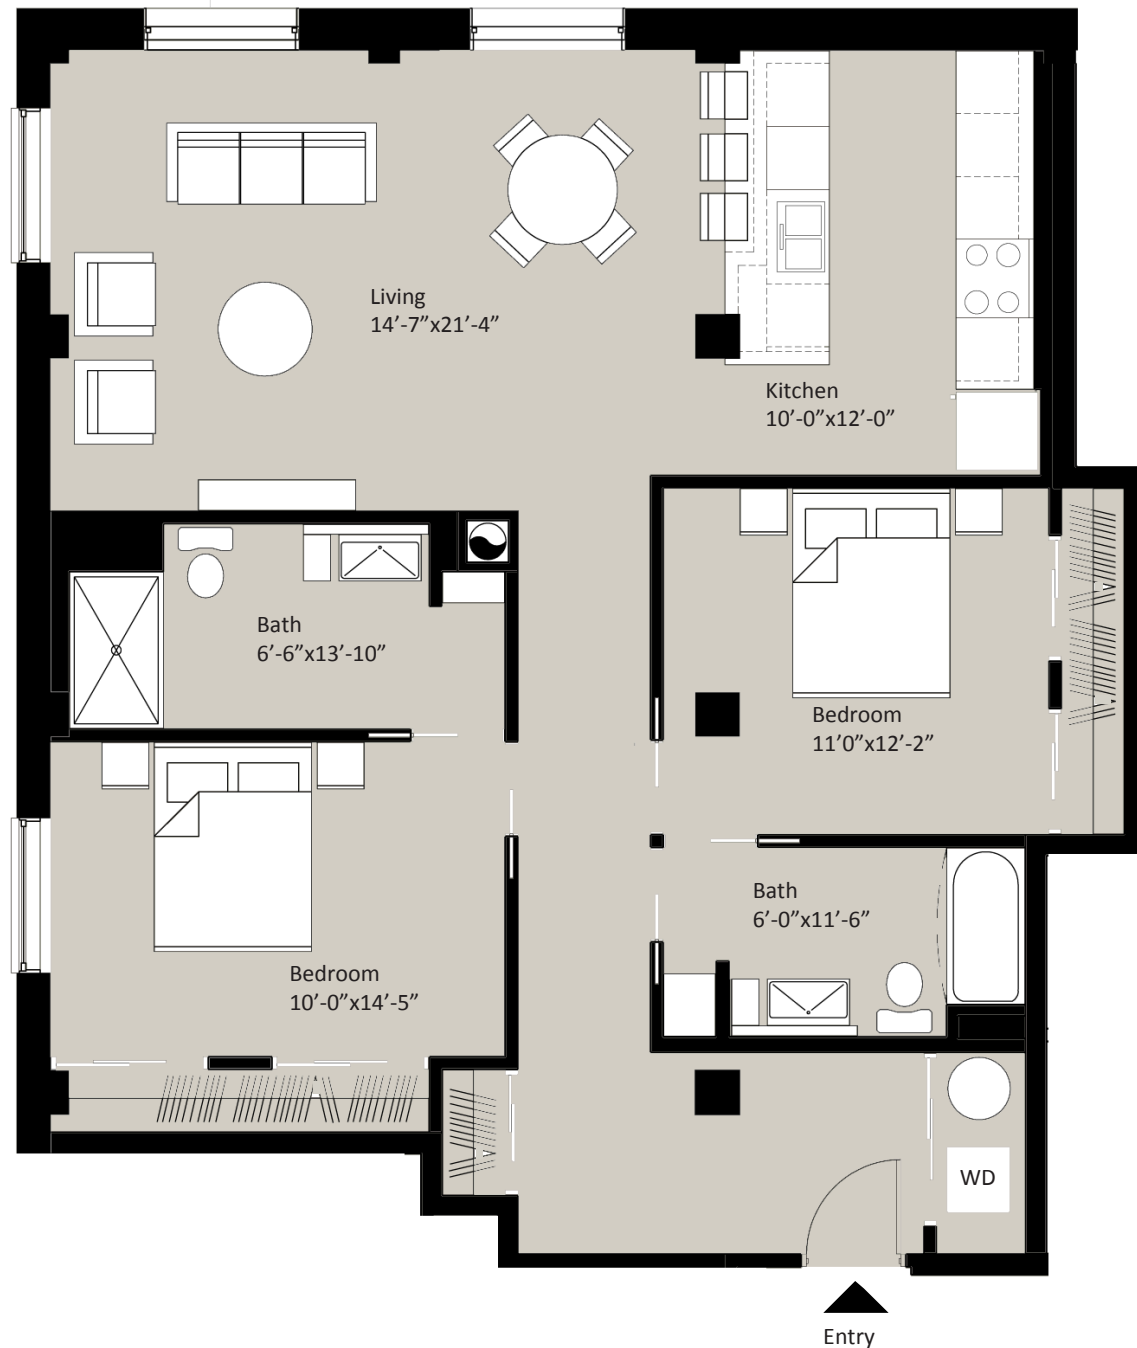 Living
14’-7”x21’-4”
Kitchen
10’-0”x12’-0”
Bath
6’-6”x13’-10”
Bedroom
11’0”x12’-2”
Bath
6’-0”x11’-6”
Bedroom
10’-0”x14’-5”
WD
Entry